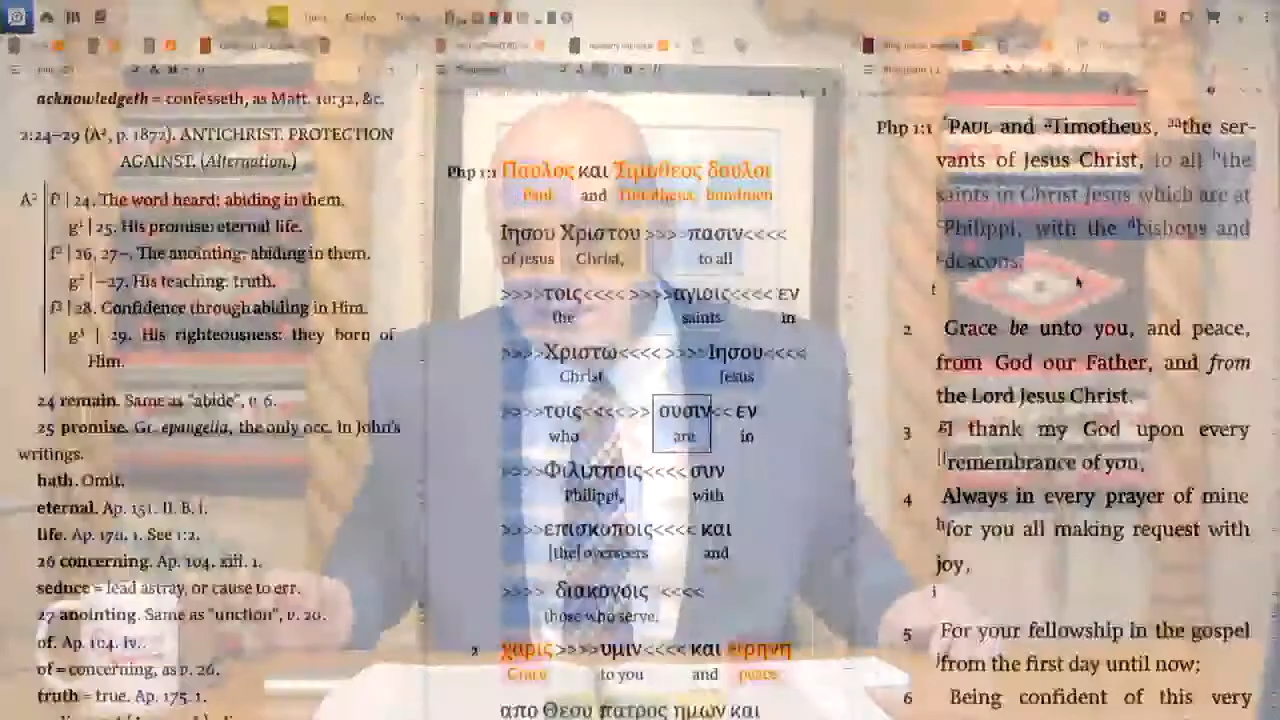 acknowledgeth = confesseth, as Matt. 10:32, &c.
2:24–29 (A², p. 1872). ANTICHRIST. PROTECTION
AGAINST. (Alternation.)
A² f¹ | 24. The word heard: abiding in them.
g¹ | 25. His promise: eternal life.
f² | 26, 27–. The anointing: abiding in them.
g² | –27. His teaching: truth.
f³ | 28. Confidence through abiding in Him.
g³ | 29. His righteousness: they born of
Him.
24 remain. Same as "abide", v. 6.
25 promise. Gr. epangelia, the only occ. in John's
writings.
hath. Omit.
eternal. Ap. 151. II. B. i.
life. Ap. 170. 1. See 1:2.
26 concerning. Ap. 104. xiii. 1.
seduce = lead astray, or cause to err.
27 anointing. Same as "unction", v. 20.
of. Ap. 104. iv.
of = concerning, as v. 26.
truth = true. Ap. 175. 1.
Php 1:1 Παυλος και Τιμοθεος δουλοι
Paul and Timotheus, bondmen
Ιησου Χριστου >>>> πασιν<<<<
of Jesus Christ, to all
>>>>τοις<<<< >>>>αγιοις<<<< εν
the saints in
>>>>Χριστω<<<< >>>> Ιησου<<<<
Christ Jesus
>>>>τοις<<<< >> ουσιν<< εν
who are in
>>>>Φιλιπποις<<<< συν
Philippi, with
>>>>επισκοποις<<<< και
[the] overseers and
>>>> διακονοις <<<<
those who serve.
2 χαρις >>>>υμιν<<<< και ειρηνη
Grace to you and peace
απο Θεου πατρος ημων και
Php 1:1 PAUL and Timotheus, the ser-
vants of Jesus Christ, to all the
saints in Christ Jesus which are at
Philippi, with the bishops and
deacons:
2 Grace be unto you, and peace,
from God our Father, and from
the Lord Jesus Christ.
3 I thank my God upon every
remembrance of you,
4 Always in every prayer of mine
for you all making request with
joy,
i
5 For your fellowship in the gospel
from the first day until now;
6 Being confident of this very